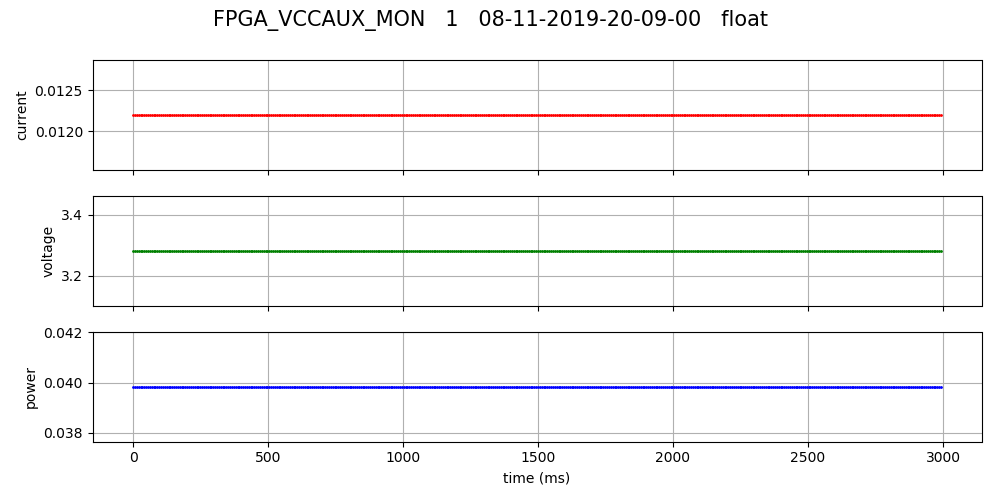 FPGA_VCCAUX_MON 1 08-11-2019-20-09-00 float
0.0125
0.0120
current
3.4
3.2
voltage
0.042
0.040
0.038
power
0 500 1000 1500 2000 2500 3000
time (ms)